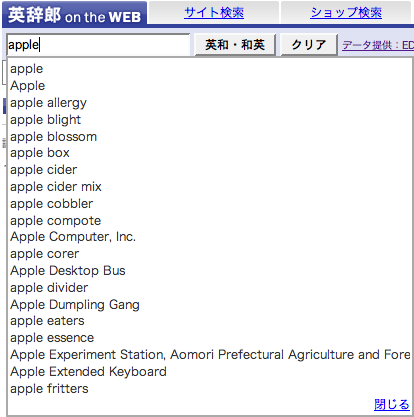 英辞郎 on the WEB サイト検索 ショップ検索
apple 英和・和英 クリア データ提供：ED
apple
Apple
apple allergy
apple blight
apple blossom
apple box
apple cider
apple cider mix
apple cobbler
apple compote
Apple Computer, Inc.
apple corer
Apple Desktop Bus
apple divider
Apple Dumpling Gang
apple eaters
apple essence
Apple Experiment Station, Aomori Prefectural Agriculture and Fore
Apple Extended Keyboard
apple fritters
閉じる